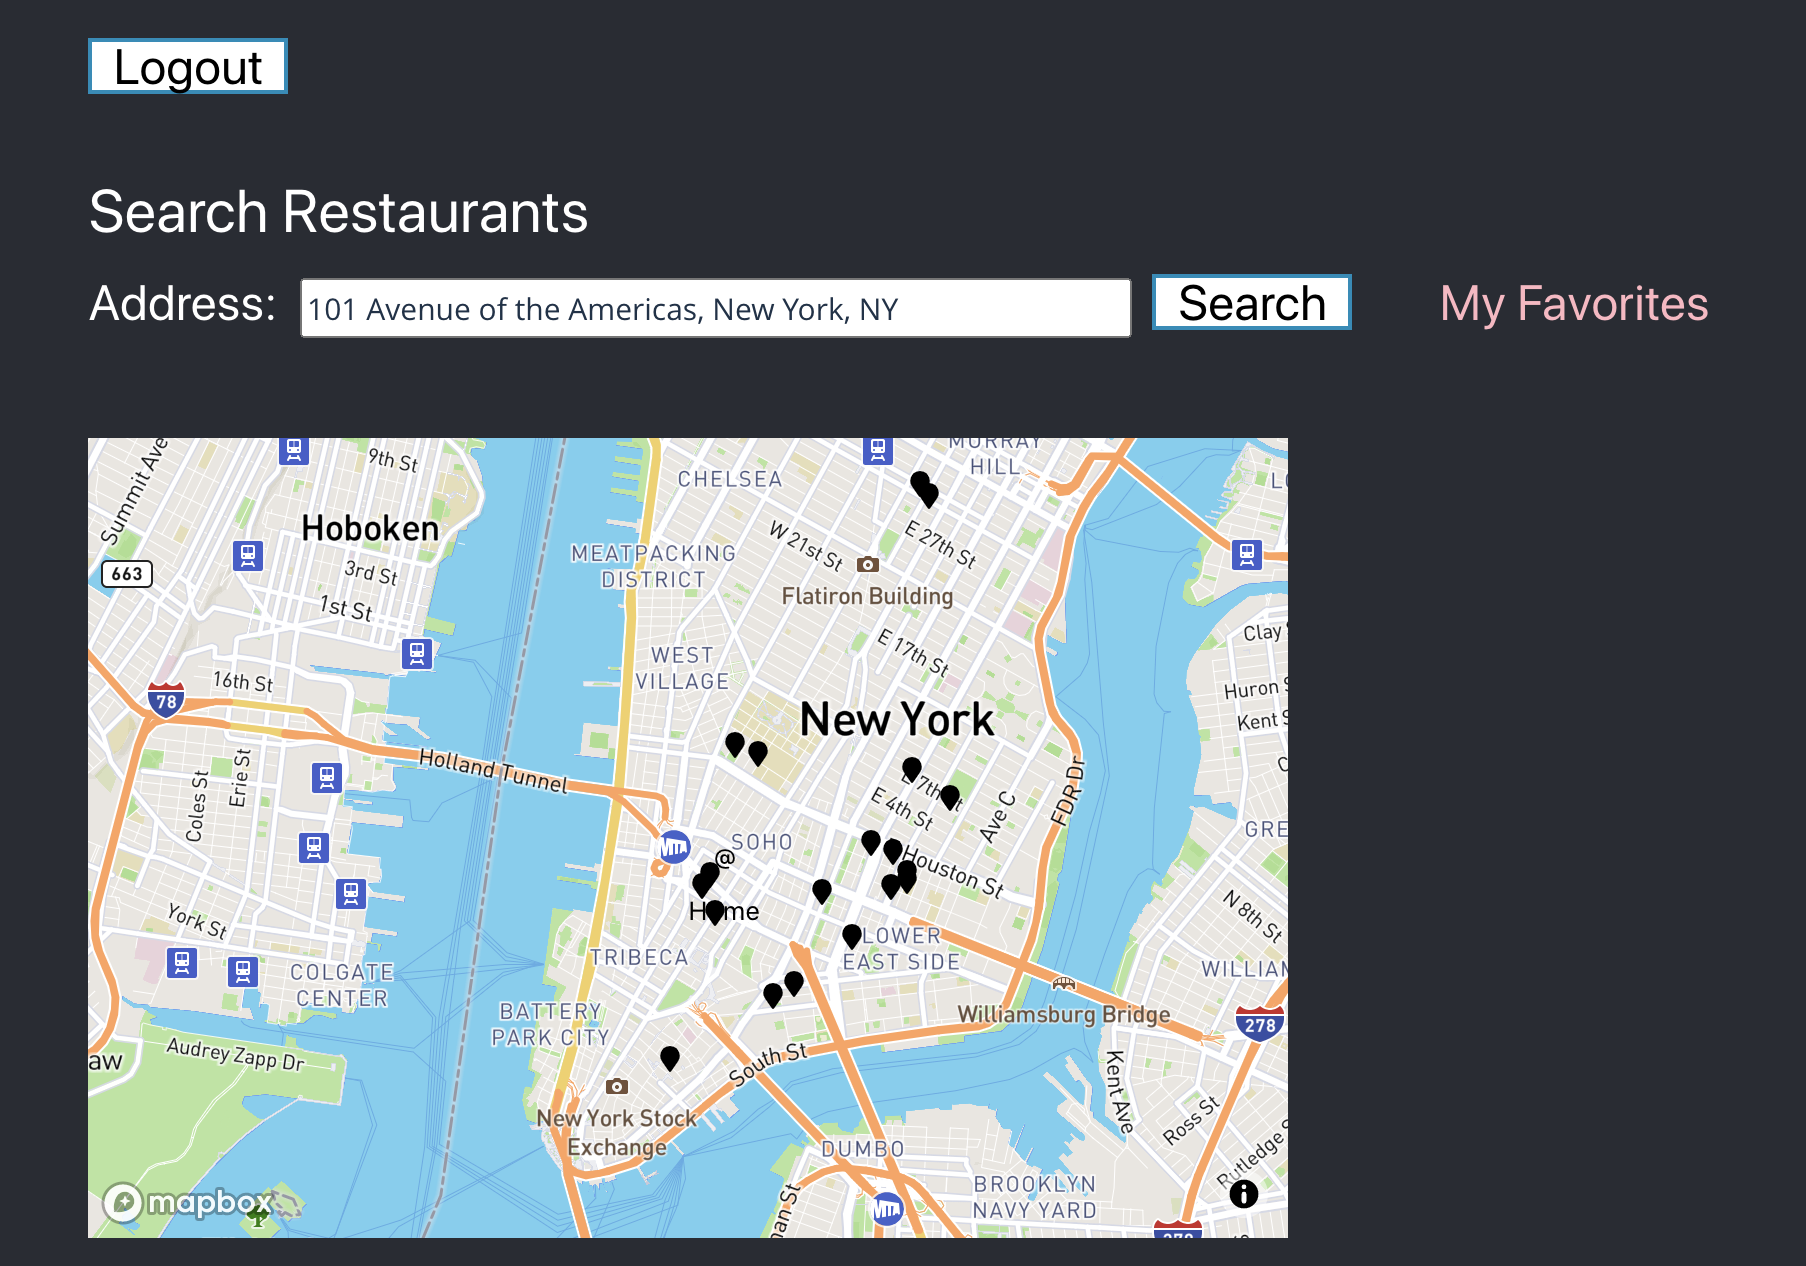 Logout
Search Restaurants
Address: 101 Avenue of the Americas, New York, NY Search My Favorites
Summit Ave
9th St
CHELSEA
MURRAY
HILL
Hoboken
W 21st St
E 27th St
MEATPACKING
DISTRICT
663
3rd St
1st St
Flatiron Building
WEST
VILLAGE
E 17th St
Clay
16th St
78
Huron
Kent
New York
Holland Tunnel
Coles St
Erie St
E 4th St
Ave C
FDR Dr
SOHO
MTA
@
Houston St
Home
York St
N 8th St
TRIBECA
LOWER
EAST SIDE
COLGATE
CENTER
BATTERY
PARK CITY
Williamsburg Bridge
278
Audrey Zapp Dr
aw
South St
Kent Ave
New York Stock
Exchange
Ross St
DUMBO
Rutledge
BROOKLYN
NAVY YARD
mapbox
MTA